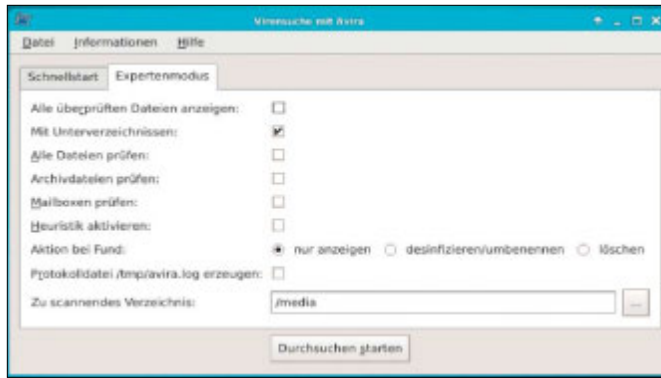 Virensuche mit Avira
Datei Informationen Hilfe
Schnellstart Expertenmodus
Alle überprüften Dateien anzeigen:
Mit Unterverzeichnissen:
Alle Dateien prüfen:
Archivdateien prüfen:
Mailboxen prüfen:
Heuristik aktivieren:
Aktion bei Fund: nur anzeigen desinfizieren/umbenennen löschen
Protokolldatei /tmp/avira.log erzeugen:
Zu scannendes Verzeichnis: /media ...
Durchsuchen starten